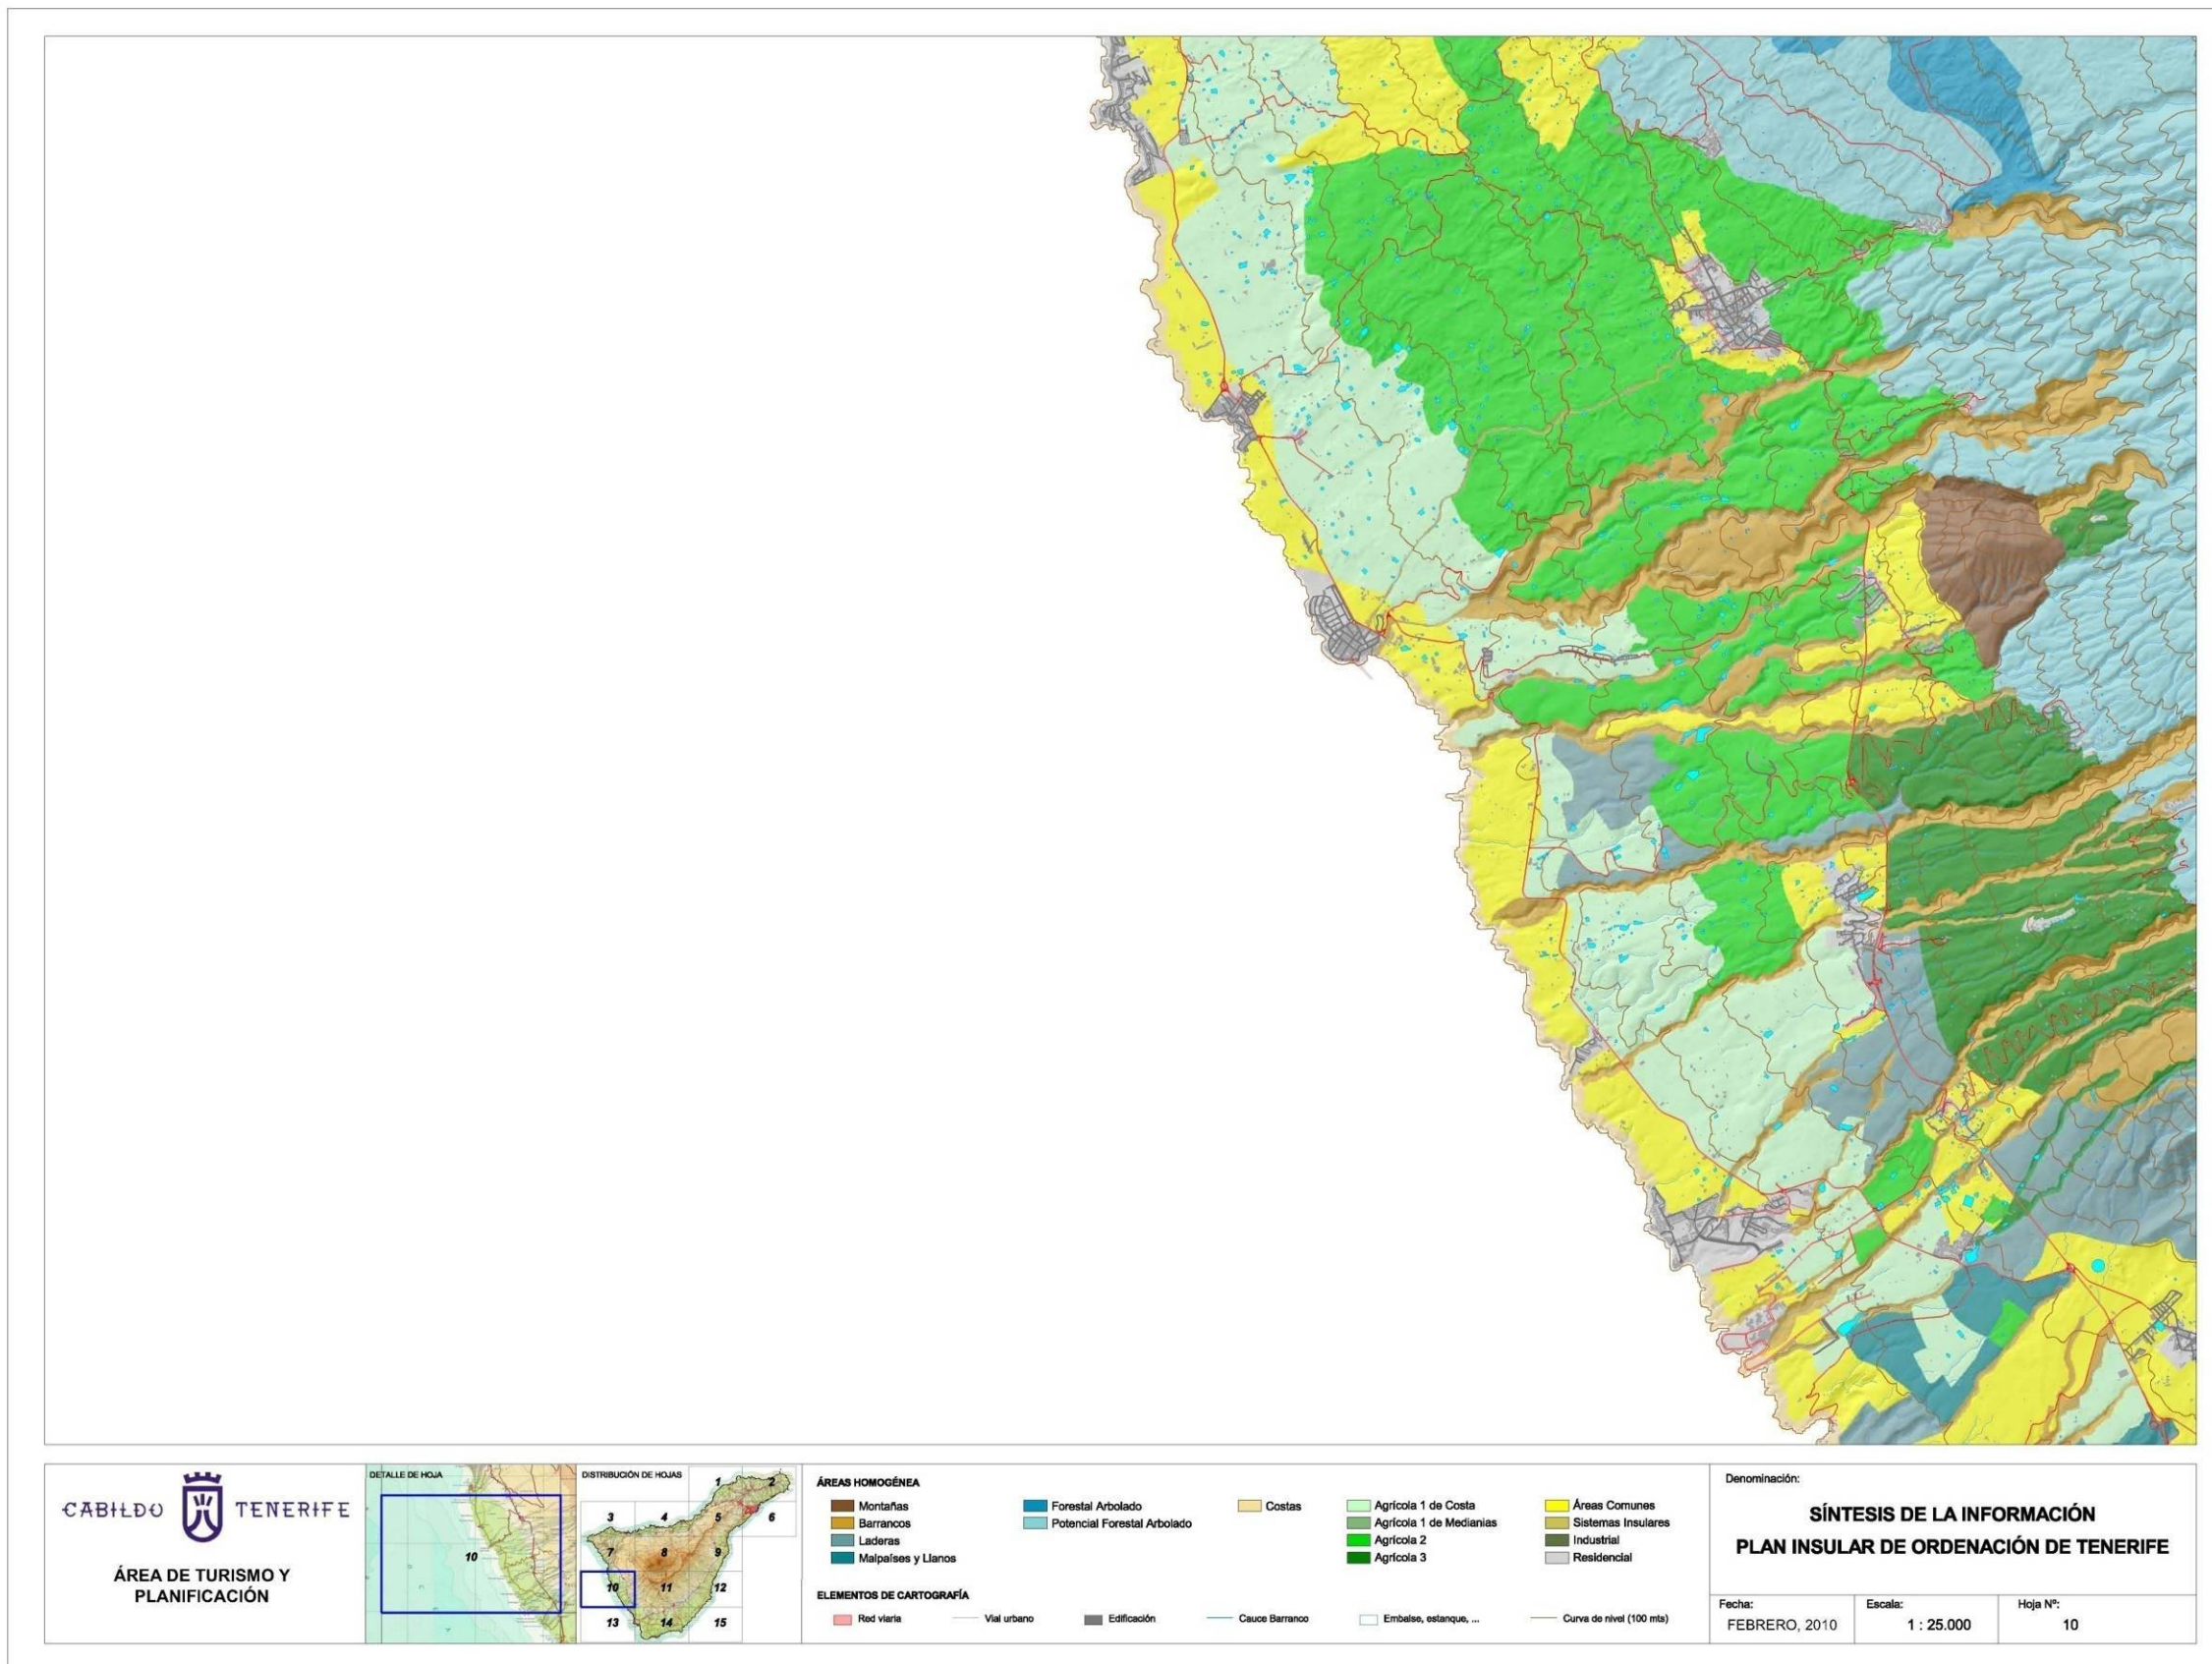 CABILDO TENERIFE
ÁREA DE TURISMO Y
PLANIFICACIÓN
DETALLE DE HOJA
10
DISTRIBUCIÓN DE HOJAS
1
2
3
4
5
6
7
8
9
10
11
12
13
14
15
ÁREAS HOMOGÉNEA
Montañas
Barrancos
Laderas
Malpaíses y Llanos
Forestal Arbolado
Potencial Forestal Arbolado
Costas
Agrícola 1 de Costa
Agrícola 1 de Medianias
Agrícola 2
Agrícola 3
Áreas Comunes
Sistemas Insulares
Industrial
Residencial
ELEMENTOS DE CARTOGRAFÍA
Red viaria
Vial urbano
Edificación
Cauce Barranco
Embalse, estanque, ...
Curva de nivel (100 mts)
Denominación:
SÍNTESIS DE LA INFORMACIÓN
PLAN INSULAR DE ORDENACIÓN DE TENERIFE
Fecha:
FEBRERO, 2010
Escala:
1 : 25.000
Hoja Nº:
10